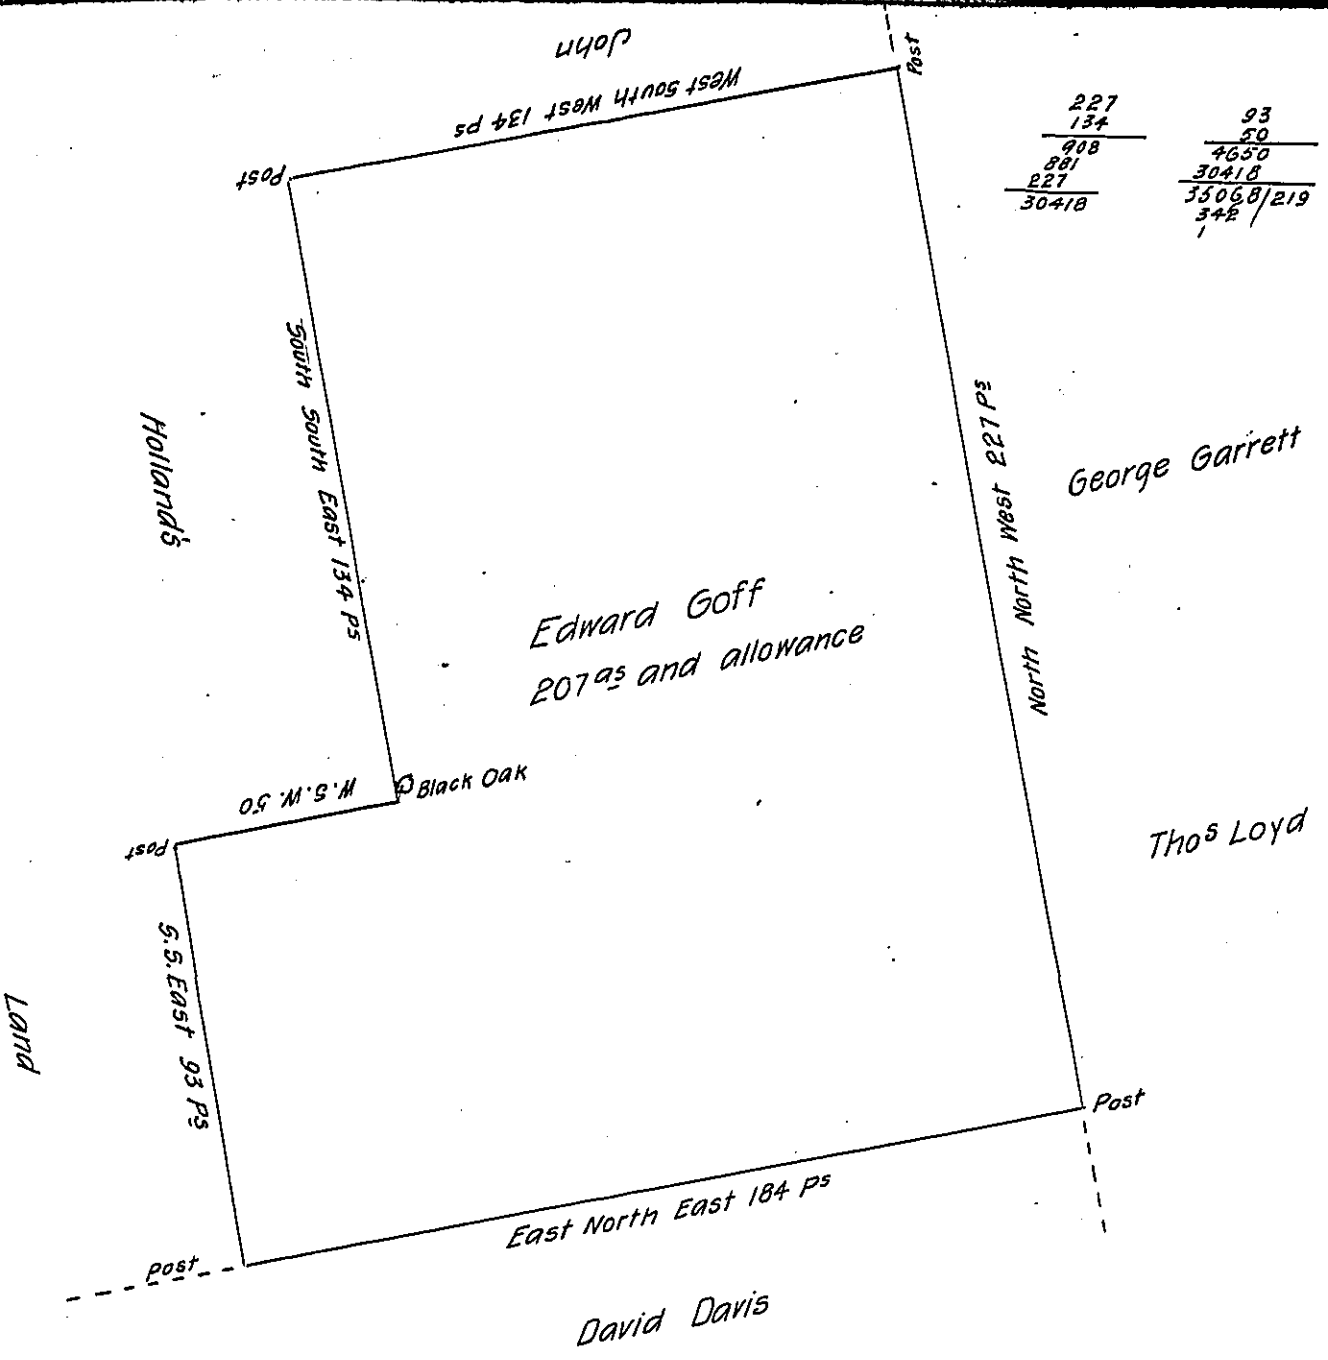 John
West South West 134 ps
Post
Post
227
134
908
881
227
30418
93
50
4650
30418
35068/219
342
1
South South East 134 Ps
Holland's
North North West 227 Ps
George Garrett
Edward Goff
207 as and allowance
W.S.W. 50
Black Oak
Post
Thos Loyd
S.S. East 93 Ps
Land
Post
East North East 184 Ps
Post
David Davis